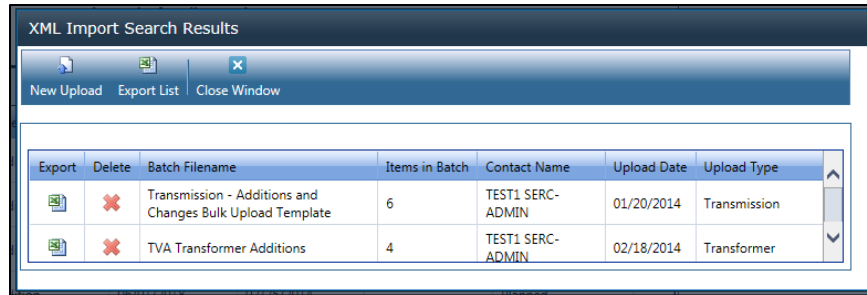 XML Import Search Results
New Upload Export List Close Window
Export Delete Batch Filename Items in Batch Contact Name Upload Date Upload Type
Transmission - Additions and
Changes Bulk Upload Template
6
TEST1 SERC-
ADMIN
01/20/2014
Transmission
TVA Transformer Additions
4
TEST1 SERC-
ADMIN
02/18/2014
Transformer